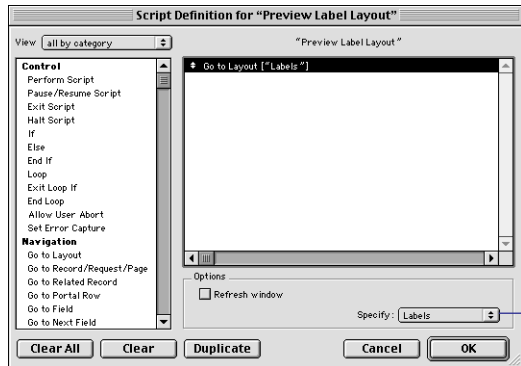 Script Definition for “Preview Label Layout”
View all by category
“Preview Label Layout”
Control
Perform Script
Pause/Resume Script
Exit Script
Halt Script
If
Else
End If
Loop
Exit Loop If
End Loop
Allow User Abort
Set Error Capture
Navigation
Go to Layout
Go to Record/Request/Page
Go to Related Record
Go to Portal Row
Go to Field
Go to Next Field
Go to Layout [“Labels”]
Options
Refresh window
Specify: Labels
Clear All
Clear
Duplicate
Cancel
OK